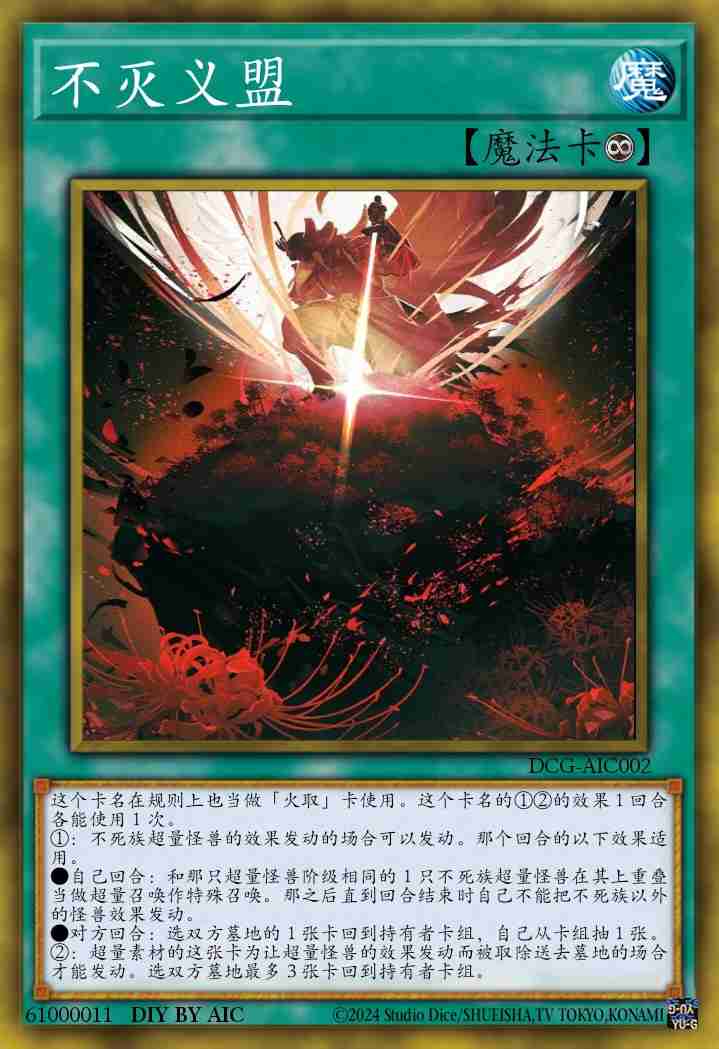 不灭义盟
魔
【魔法卡♾】
DCG-AIC002
这个卡名在规则上也当做「火取」卡使用。这个卡名的①②的效果1回合
各能使用1次。
①：不死族超量怪兽的效果发动的场合可以发动。那个回合的以下效果适
用。
●自己回合：和那只超量怪兽阶级相同的1只不死族超量怪兽在其上重叠
当做超量召唤作特殊召唤。那之后直到回合结束时自己不能把不死族以外
的怪兽效果发动。
●对方回合：选双方墓地的1张卡回到持有者卡组，自己从卡组抽1张。
②：超量素材的这张卡为让超量怪兽的效果发动而被取除送去墓地的场合
才能发动。选双方墓地最多3张卡回到持有者卡组。
61000011 DIY BY AIC ©2024 Studio Dice/SHUEISHA,TV TOKYO,KONAMI